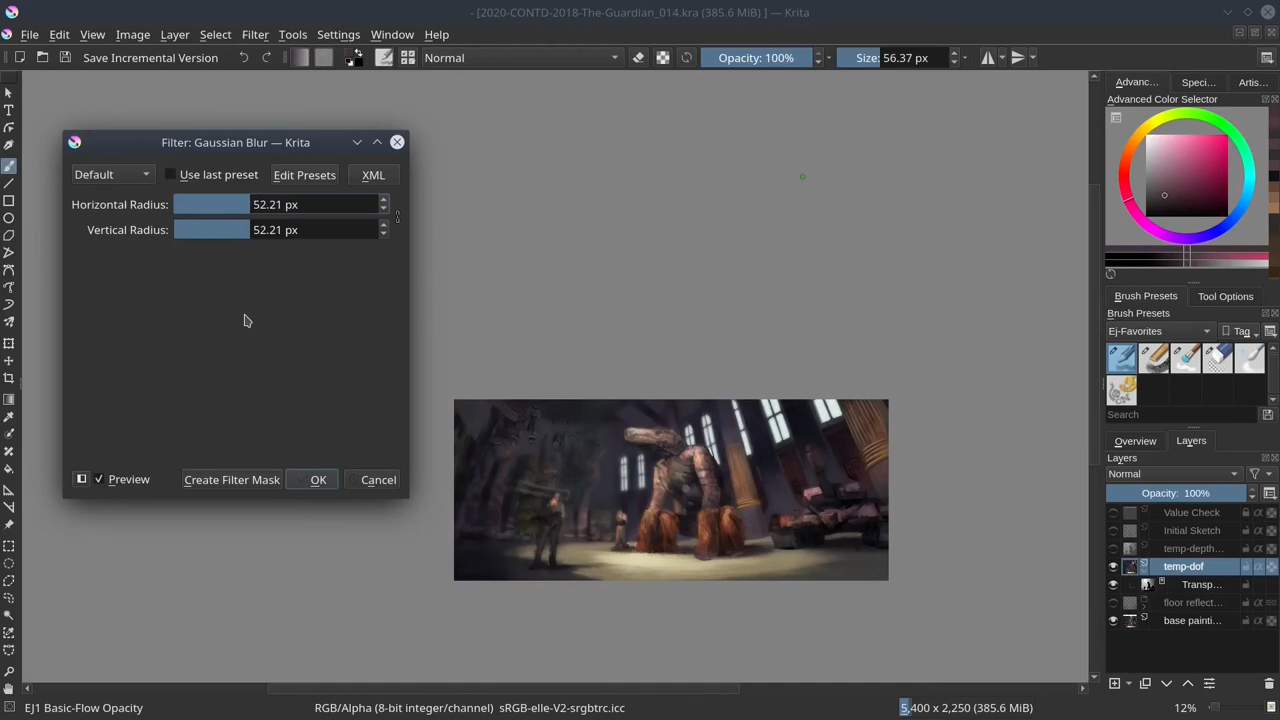 - [2020-CONTD-2018-The-Guardian_014.kra (385.6 MiB) ] — Krita
File Edit View Image Layer Select Filter Tools Settings Window Help
Save Incremental Version Normal Opacity: 100% Size: 56.37 px
Advanc... Speci... Artis...
Advanced Color Selector
Filter: Gaussian Blur — Krita
Default Use last preset Edit Presets XML
Horizontal Radius: 52.21 px
Vertical Radius: 52.21 px
Preview Create Filter Mask OK Cancel
Brush Presets Tool Options
Brush Presets
Ej-Favorites Tag
Search
Overview Layers
Layers
Normal
Opacity: 100%
Value Check
Initial Sketch
temp-depth...
temp-dof
Transp...
floor reflect...
base painti...
EJ1 Basic-Flow Opacity RGB/Alpha (8-bit integer/channel) sRGB-elle-V2-srgbtrc.icc 5,400 x 2,250 (385.6 MiB) 12%